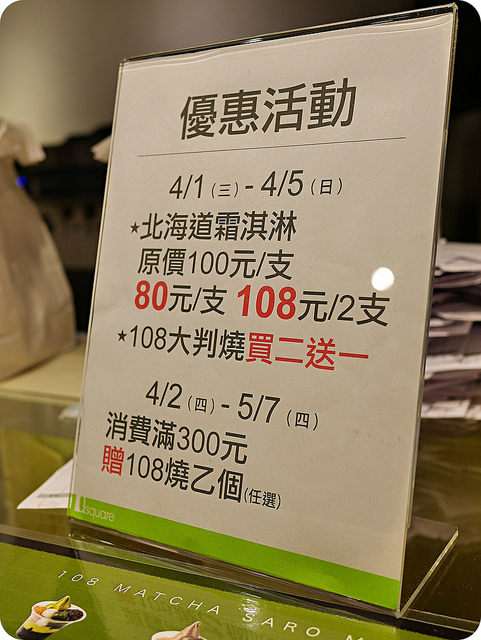 優惠活動
4/1(三)-4/5(日)
★北海道霜淇淋
原價100元/支
80元/支 108元/2支
★108大判燒買二送一
4/2(四)-5/7(四)
消費滿300元
贈108燒乙個(任選)
Usquare
108 MATCHA SARO